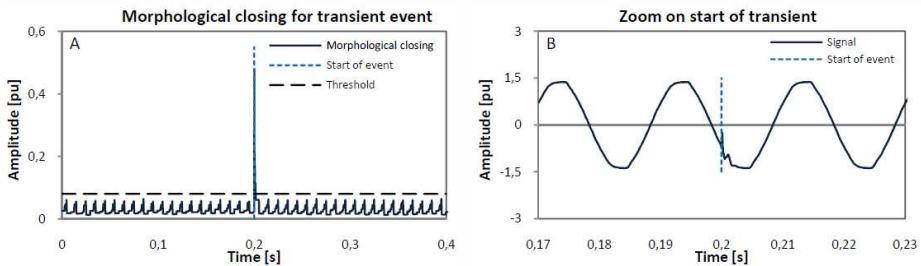 Morphological closing for transient event
A
Amplitude [pu]
0,6
0,4
0,2
0
Morphological closing
Start of event
Threshold
0
0,1
0,2
0,3
0,4
Time [s]
Zoom on start of transient
B
Amplitude [pu]
3
1,5
0
-1,5
-3
Signal
Start of event
0,17
0,18
0,19
0,2
0,21
0,22
0,23
Time [s]